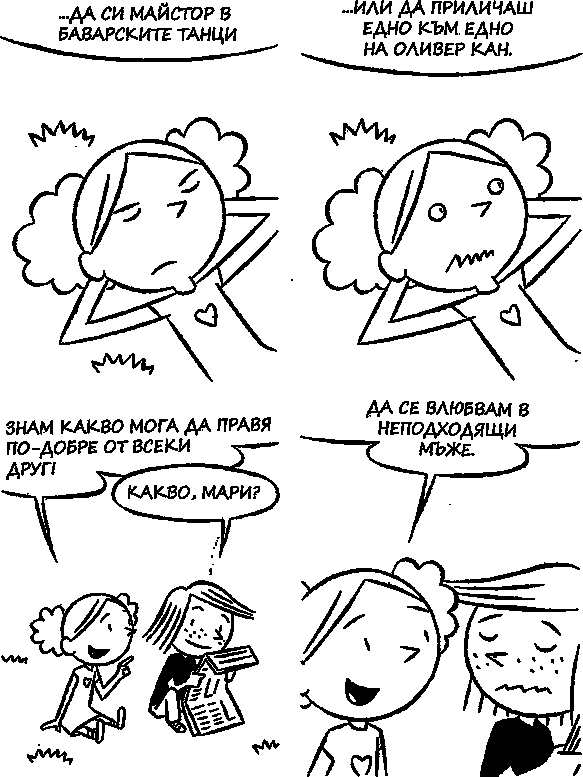 ...ДА СИ МАЙСТОР В
БАВАРСКИТЕ ТАНЦИ
...ИЛИ ДА ПРИЛИЧАШ
ЕДНО КЪМ ЕДНО
НА ОЛИВЕР КАН.
ЗНАМ КАКВО МОГА ДА ПРАВЯ
ПО-ДОБРЕ ОТ ВСЕКИ
ДРУГ!
КАКВО, МАРИ?
ДА СЕ ВЛЮБВАМ В
НЕПОДХОДЯЩИ
МЪЖЕ.